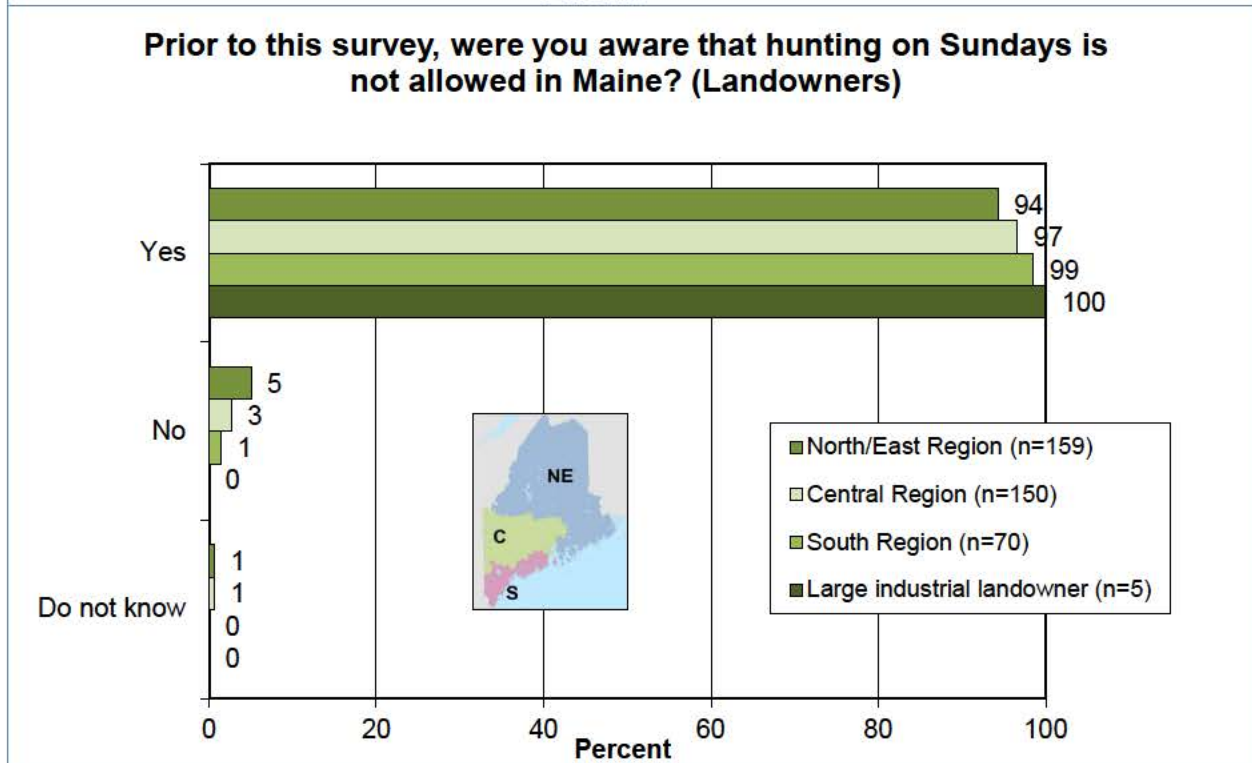 Prior to this survey, were you aware that hunting on Sundays is
not allowed in Maine? (Landowners)
Yes
94
97
99
100
No
5
3
1
0
Do not know
1
1
0
0
NE
C
S
North/East Region (n=159)
Central Region (n=150)
South Region (n=70)
Large industrial landowner (n=5)
0 20 40 60 80 100
Percent